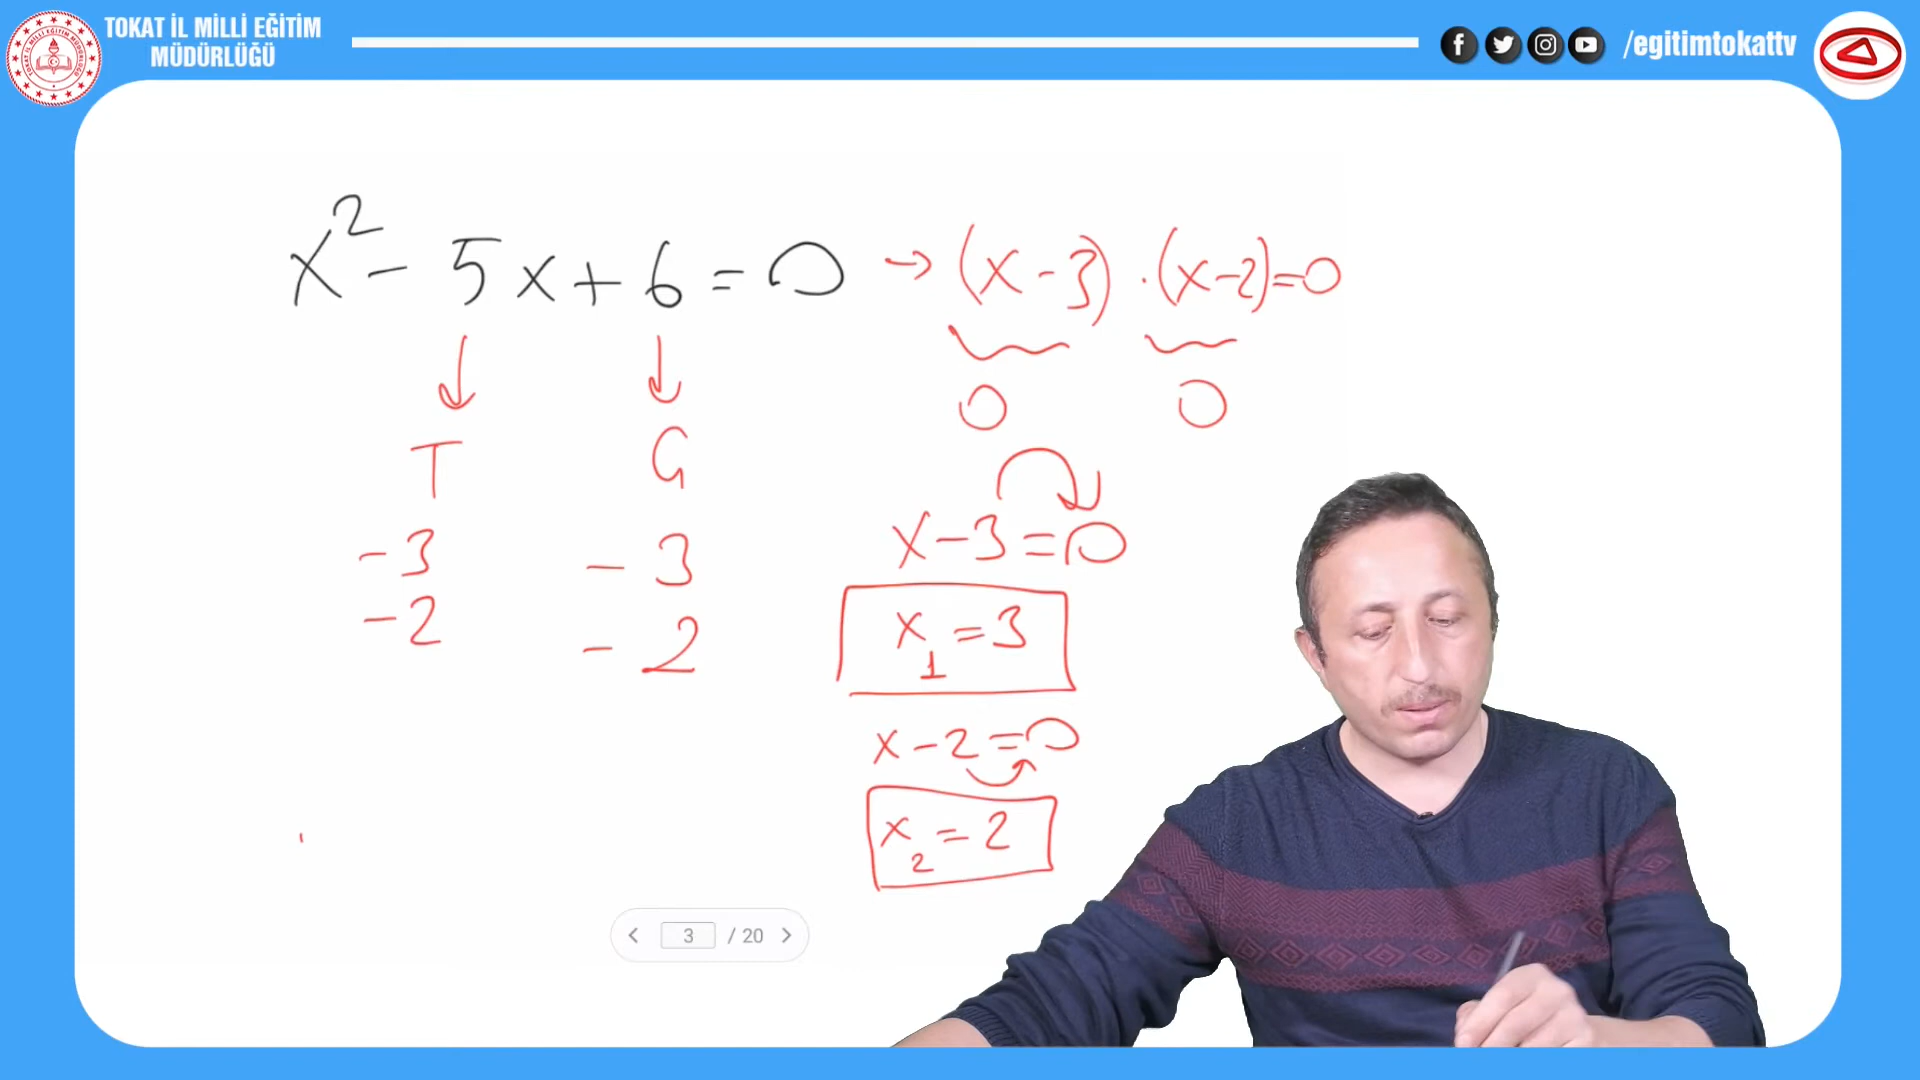 TOKAT İL MİLLİ EĞİTİM
MÜDÜRLÜĞÜ
/egitimtokattv
x² - 5x + 6 = 0 → (x - 3) · (x - 2) = 0
0 0
T G
-3 -3
-2 -2
x - 3 = 0
x₁ = 3
x - 2 = 0
x₂ = 2
3 / 20